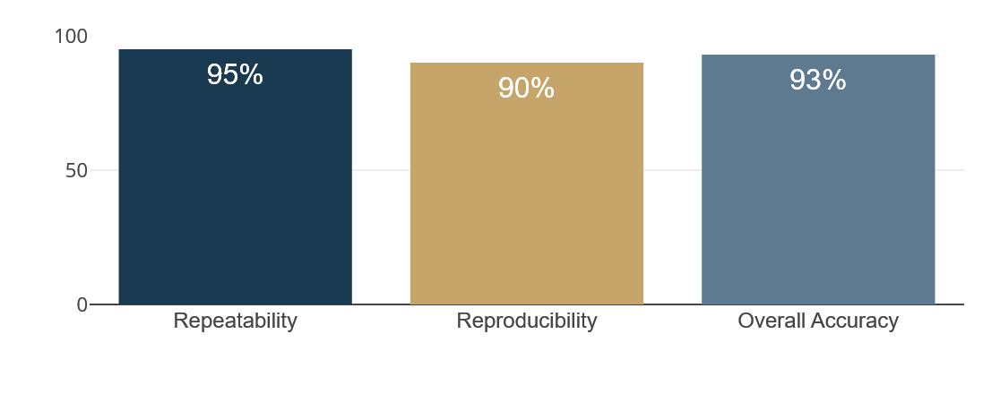 100
95%
90%
93%
50
0
Repeatability
Reproducibility
Overall Accuracy